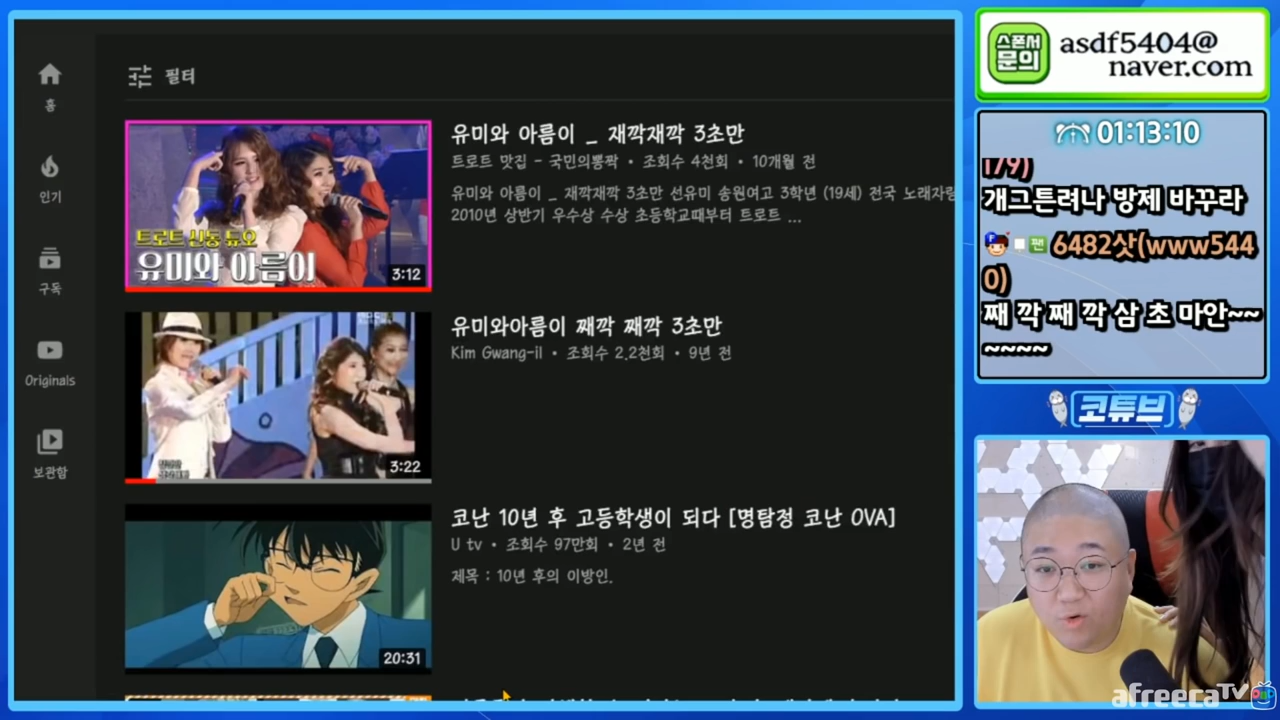 홈
인기
구독
Originals
보관함
필터
트로트 신동 듀오
유미와 아름이
3:12
유미와 아름이 _ 재깍재깍 3초만
트로트 맛집 - 국민의뽕짝 • 조회수 4천회 • 10개월 전
유미와 아름이 _ 재깍재깍 3초만 선유미 송원여고 3학년 (19세) 전국 노래자랑
2010년 상반기 우수상 수상 초등학교때부터 트로트 ...
3:22
유미와아름이 째깍 째깍 3초만
Kim Gwang-il • 조회수 2.2천회 • 9년 전
20:31
코난 10년 후 고등학생이 되다 [명탐정 코난 OVA]
U tv • 조회수 97만회 • 2년 전
제목 : 10년 후의 이방인.
스폰서
문의
asdf5404@
naver.com
01:13:10
179)
개그튼려나 방제 바꾸라
팬 6482삿(www544
0)
째 깍 째 깍 삼 초 마안~~
~~~~~
코튜브
afreecaTV